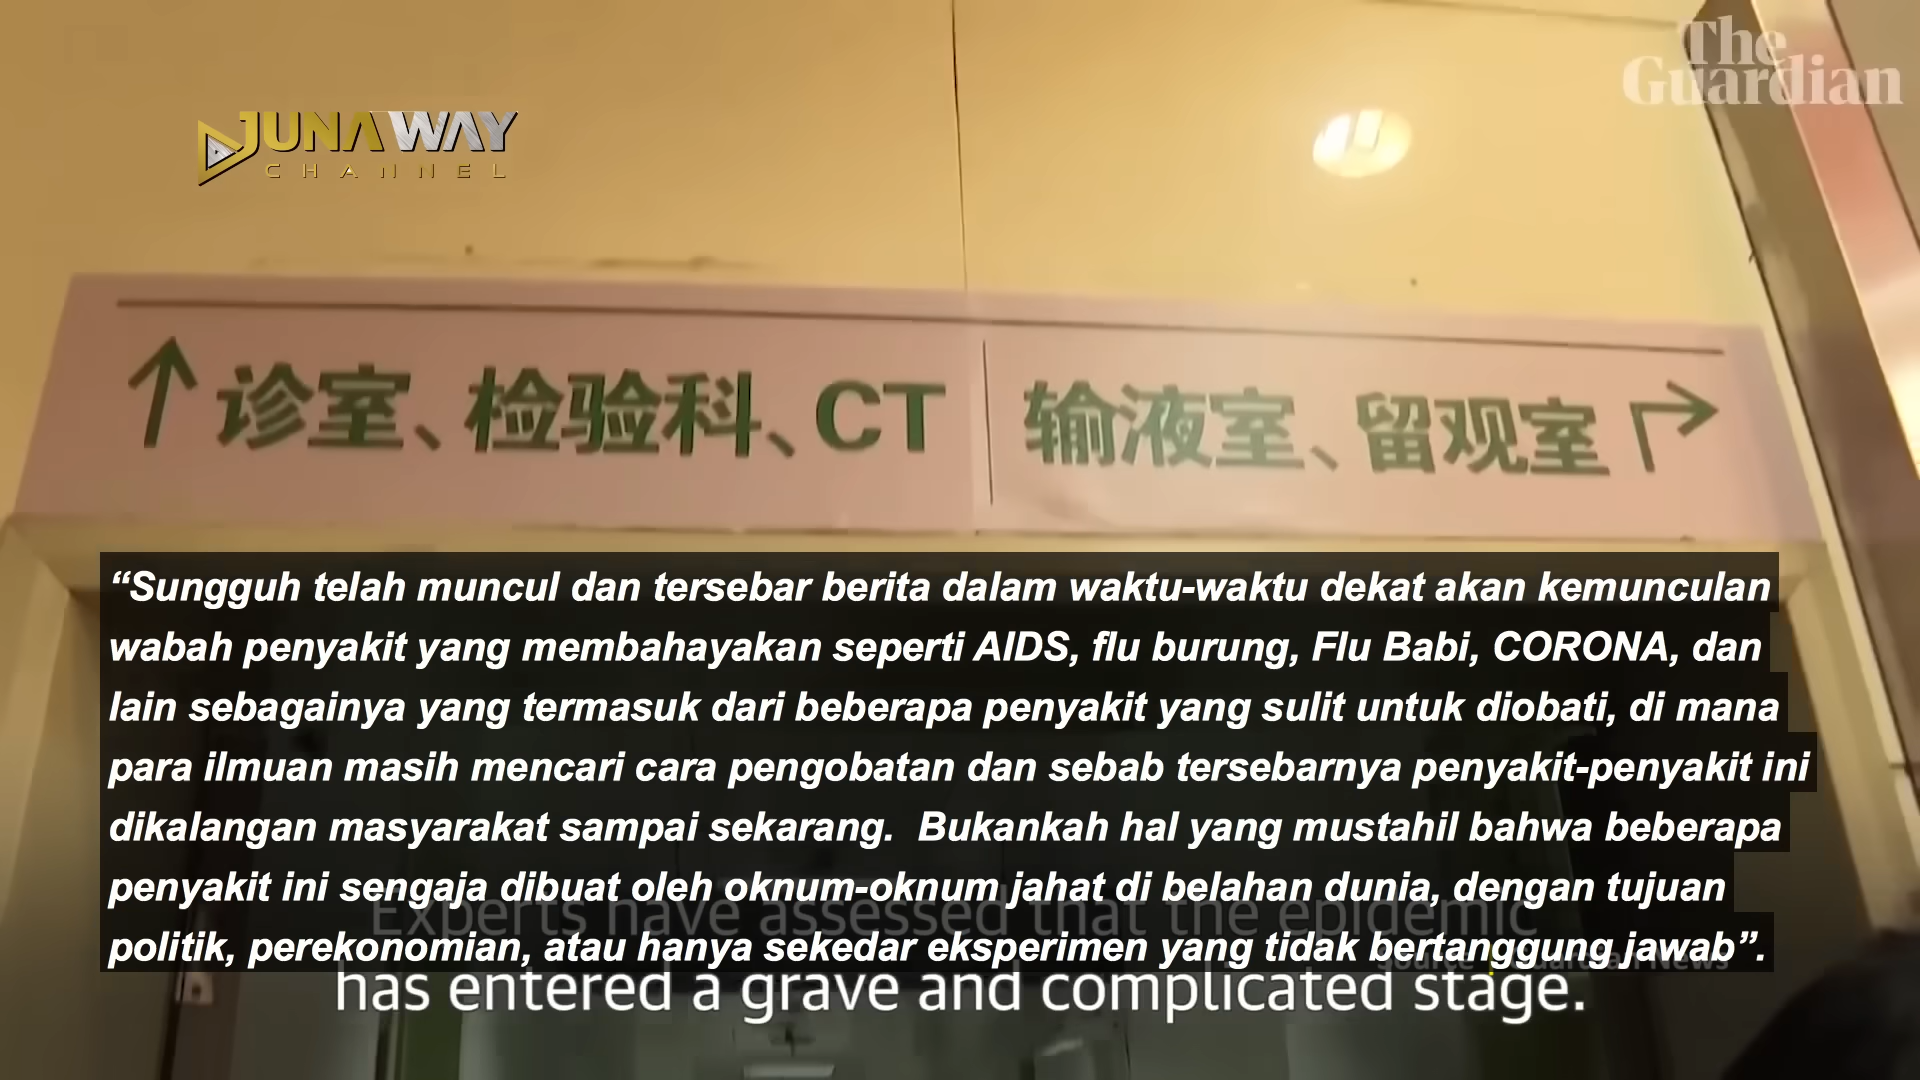 The
Guardian
JUNAWAY
CHANNEL
诊室、检验科、CT 输液室、留观室
“Sungguh telah muncul dan tersebar berita dalam waktu-waktu dekat akan kemunculan
wabah penyakit yang membahayakan seperti AIDS, flu burung, Flu Babi, CORONA, dan
lain sebagainya yang termasuk dari beberapa penyakit yang sulit untuk diobati, di mana
para ilmuan masih mencari cara pengobatan dan sebab tersebarnya penyakit-penyakit ini
dikalangan masyarakat sampai sekarang.  Bukankah hal yang mustahil bahwa beberapa
penyakit ini sengaja dibuat oleh oknum-oknum jahat di belahan dunia, dengan tujuan
politik, perekonomian, atau hanya sekedar eksperimen yang tidak bertanggung jawab”.
Experts have assessed that the epidemic
Source Guardian News
has entered a grave and complicated stage.